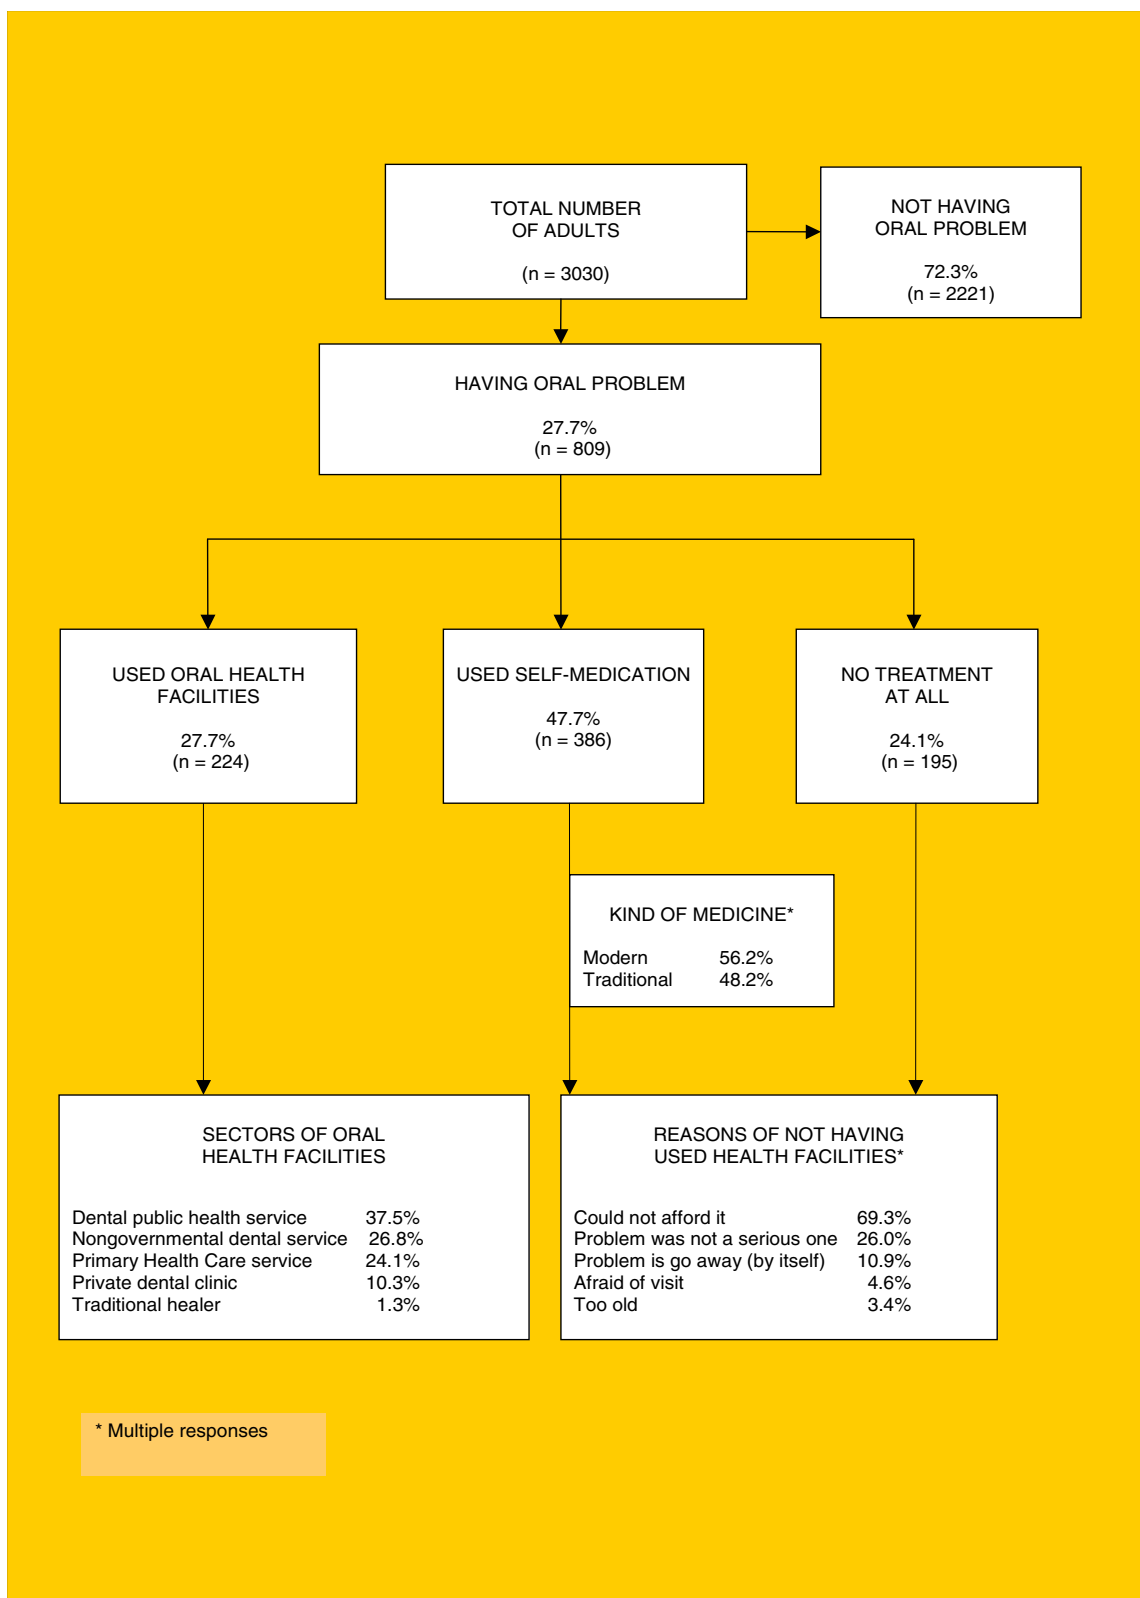 TOTAL NUMBER
OF ADULTS
(n = 3030)
NOT HAVING
ORAL PROBLEM
72.3%
(n = 2221)
HAVING ORAL PROBLEM
27.7%
(n = 809)
USED ORAL HEALTH
FACILITIES
27.7%
(n = 224)
USED SELF-MEDICATION
47.7%
(n = 386)
NO TREATMENT
AT ALL
24.1%
(n = 195)
KIND OF MEDICINE*
Modern 56.2%
Traditional 48.2%
SECTORS OF ORAL
HEALTH FACILITIES
Dental public health service 37.5%
Nongovernmental dental service 26.8%
Primary Health Care service 24.1%
Private dental clinic 10.3%
Traditional healer 1.3%
REASONS OF NOT HAVING
USED HEALTH FACILITIES*
Could not afford it 69.3%
Problem was not a serious one 26.0%
Problem is go away (by itself) 10.9%
Afraid of visit 4.6%
Too old 3.4%
* Multiple responses